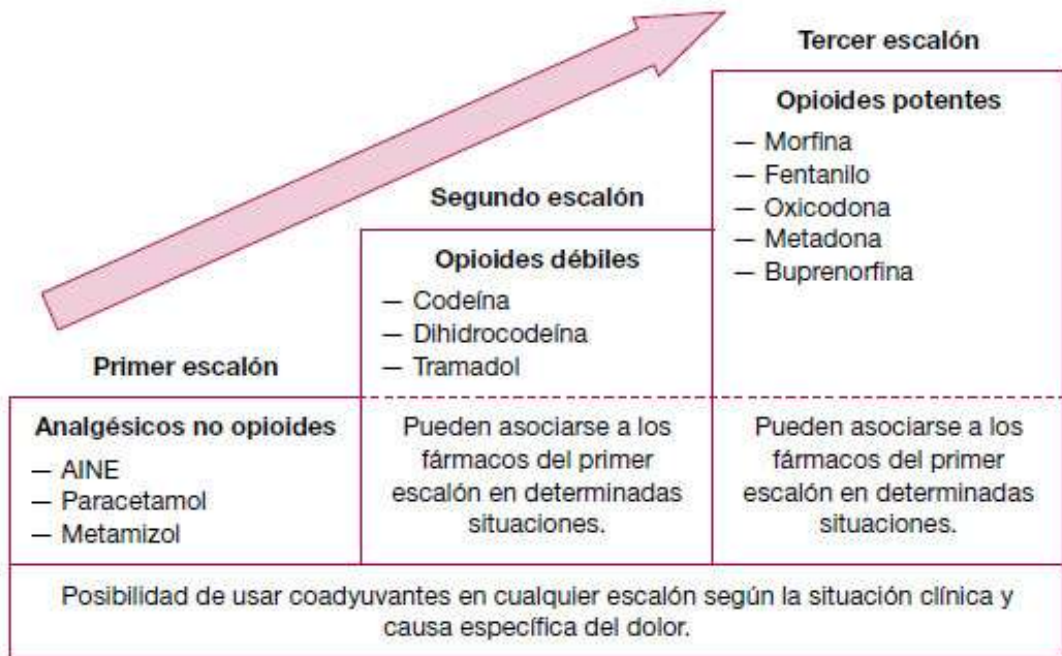 Primer escalón
Analgésicos no opioides
— AINE
— Paracetamol
— Metamizol
Segundo escalón
Opioides débiles
— Codeína
— Dihidrocodeína
— Tramadol
Pueden asociarse a los
fármacos del primer
escalón en determinadas
situaciones.
Tercer escalón
Opioides potentes
— Morfina
— Fentanilo
— Oxicodona
— Metadona
— Buprenorfina
Pueden asociarse a los
fármacos del primer
escalón en determinadas
situaciones.
Posibilidad de usar coadyuvantes en cualquier escalón según la situación clínica y
causa específica del dolor.